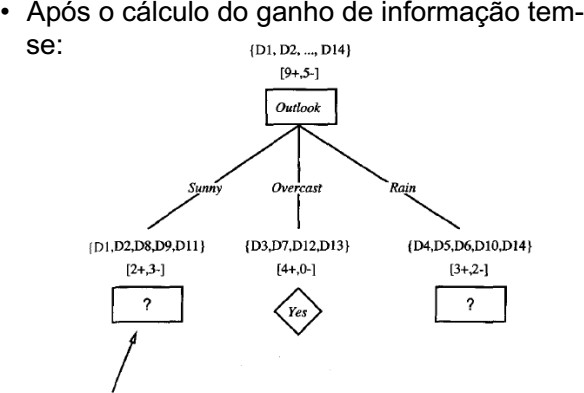 • Após o cálculo do ganho de informação tem-
se:
{D1, D2, ..., D14}
[9+,5-]
Outlook
Sunny Overcast Rain
{D1,D2,D8,D9,D11} {D3,D7,D12,D13} {D4,D5,D6,D10,D14}
[2+,3-] [4+,0-] [3+,2-]
? Yes ?